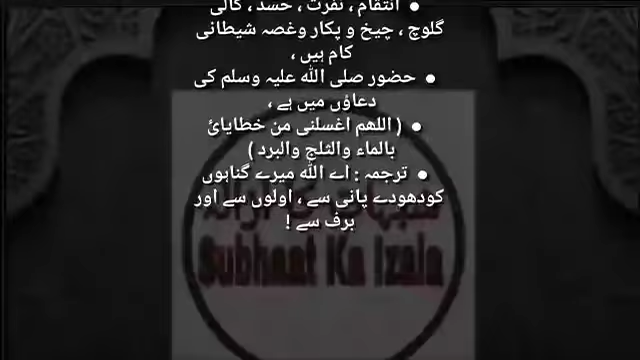 ● انتقام ، نفرت ، حسد ، گالی
گلوچ ، چیخ و پکار وغصہ شیطانی
کام ہیں ،
● حضور صلی اللہ علیہ وسلم کی
دعاؤں میں ہے ،
● ( اللھم اغسلنی من خطایائ
بالماء والثلج والبرد )
● ترجمہ : اے اللہ میرے گناہوں
کودھودے پانی سے ، اولوں سے اور
برف سے !
Subhaat Ka Izala